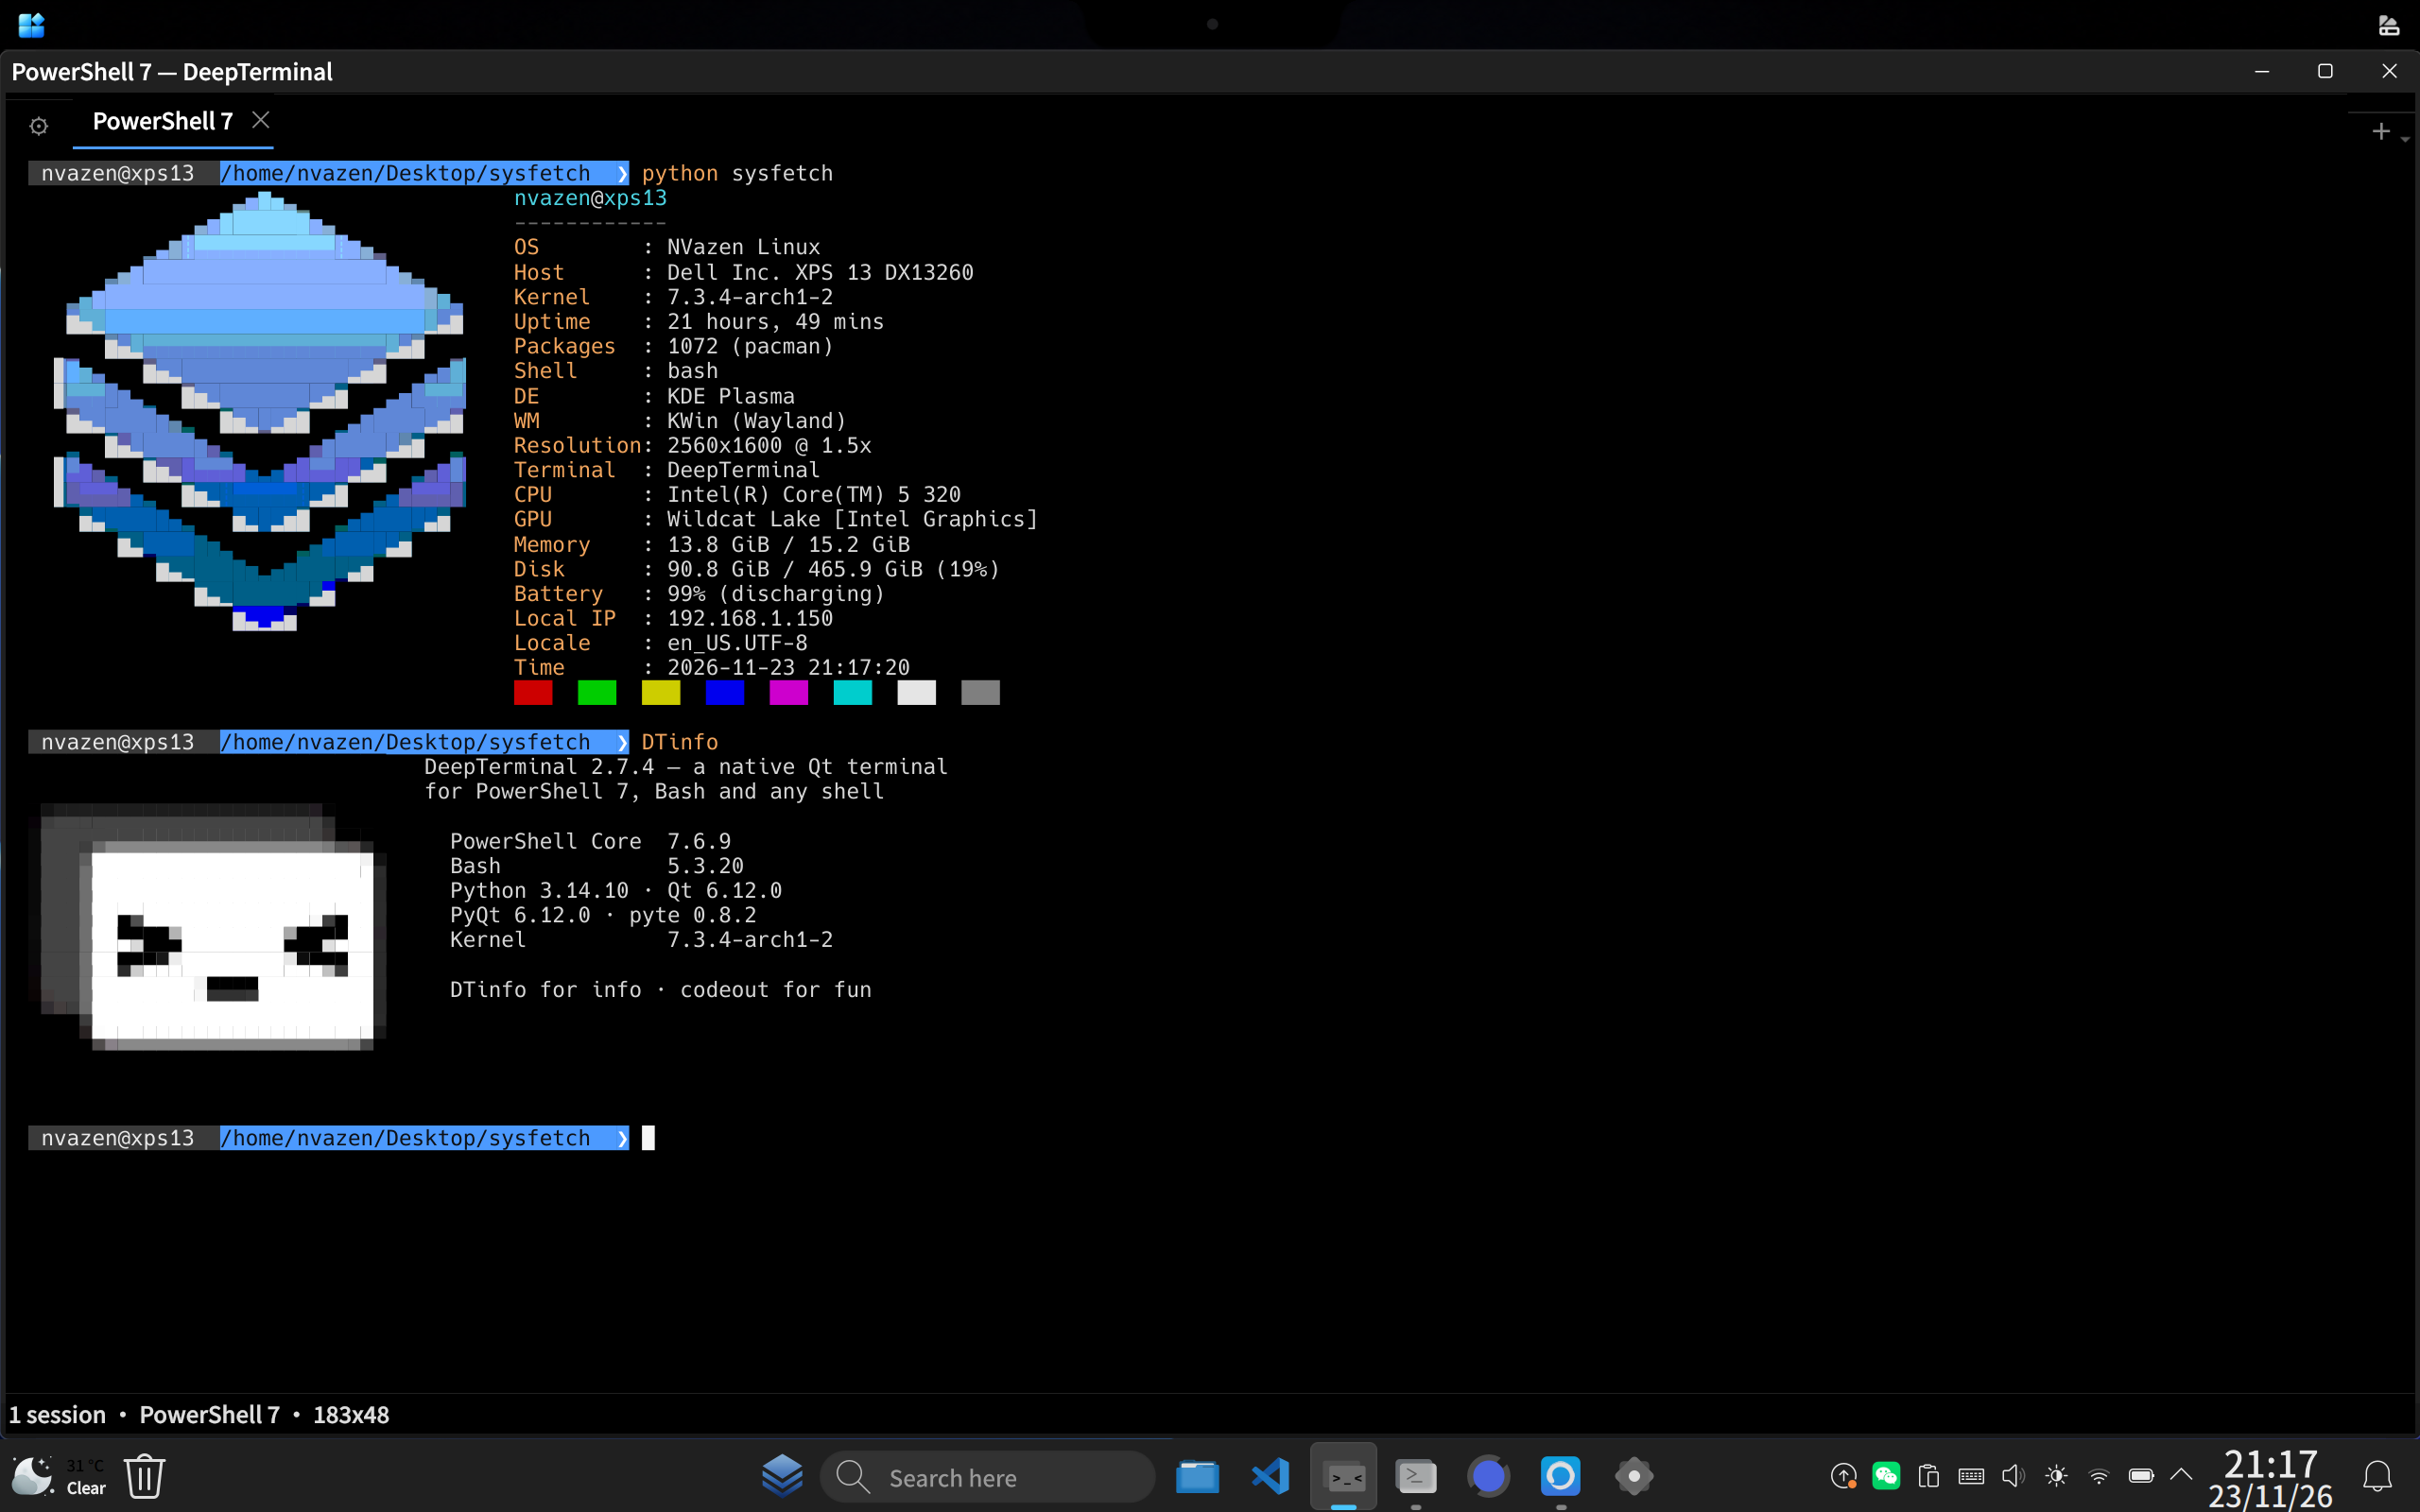 PowerShell 7 — DeepTerminal
PowerShell 7
nvazen@xps13 /home/nvazen/Desktop/sysfetch ❯ python sysfetch
nvazen@xps13
------------
OS : NVazen Linux
Host : Dell Inc. XPS 13 DX13260
Kernel : 7.3.4-arch1-2
Uptime : 21 hours, 49 mins
Packages : 1072 (pacman)
Shell : bash
DE : KDE Plasma
WM : KWin (Wayland)
Resolution: 2560x1600 @ 1.5x
Terminal : DeepTerminal
CPU : Intel(R) Core(TM) 5 320
GPU : Wildcat Lake [Intel Graphics]
Memory : 13.8 GiB / 15.2 GiB
Disk : 90.8 GiB / 465.9 GiB (19%)
Battery : 99% (discharging)
Local IP : 192.168.1.150
Locale : en_US.UTF-8
Time : 2026-11-23 21:17:20
nvazen@xps13 /home/nvazen/Desktop/sysfetch ❯ DTinfo
DeepTerminal 2.7.4 — a native Qt terminal
for PowerShell 7, Bash and any shell
PowerShell Core 7.6.9
Bash 5.3.20
Python 3.14.10 · Qt 6.12.0
PyQt 6.12.0 · pyte 0.8.2
Kernel 7.3.4-arch1-2
DTinfo for info · codeout for fun
nvazen@xps13 /home/nvazen/Desktop/sysfetch ❯
1 session • PowerShell 7 • 183x48
31 °C
Clear
Search here
21:17
23/11/26